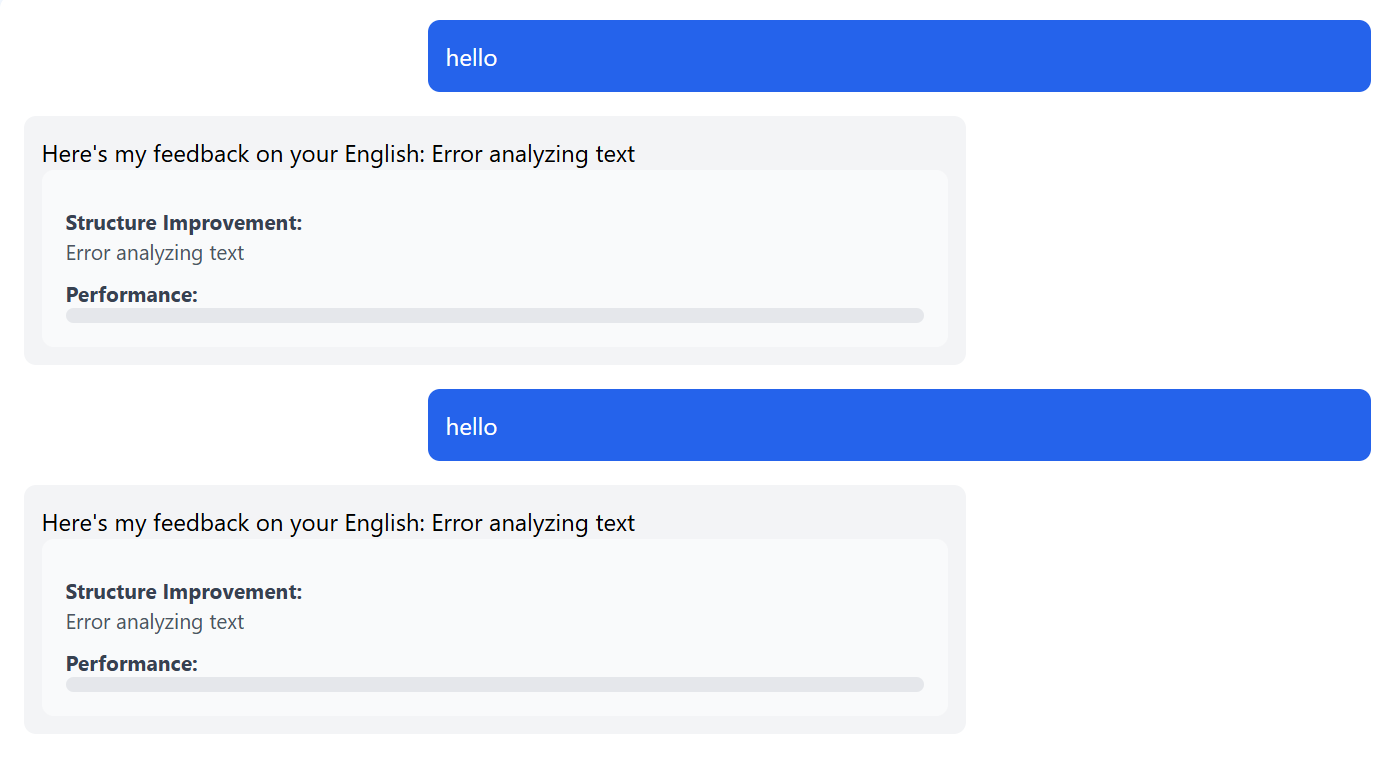 hello
Here's my feedback on your English: Error analyzing text
Structure Improvement:
Error analyzing text
Performance:
hello
Here's my feedback on your English: Error analyzing text
Structure Improvement:
Error analyzing text
Performance: